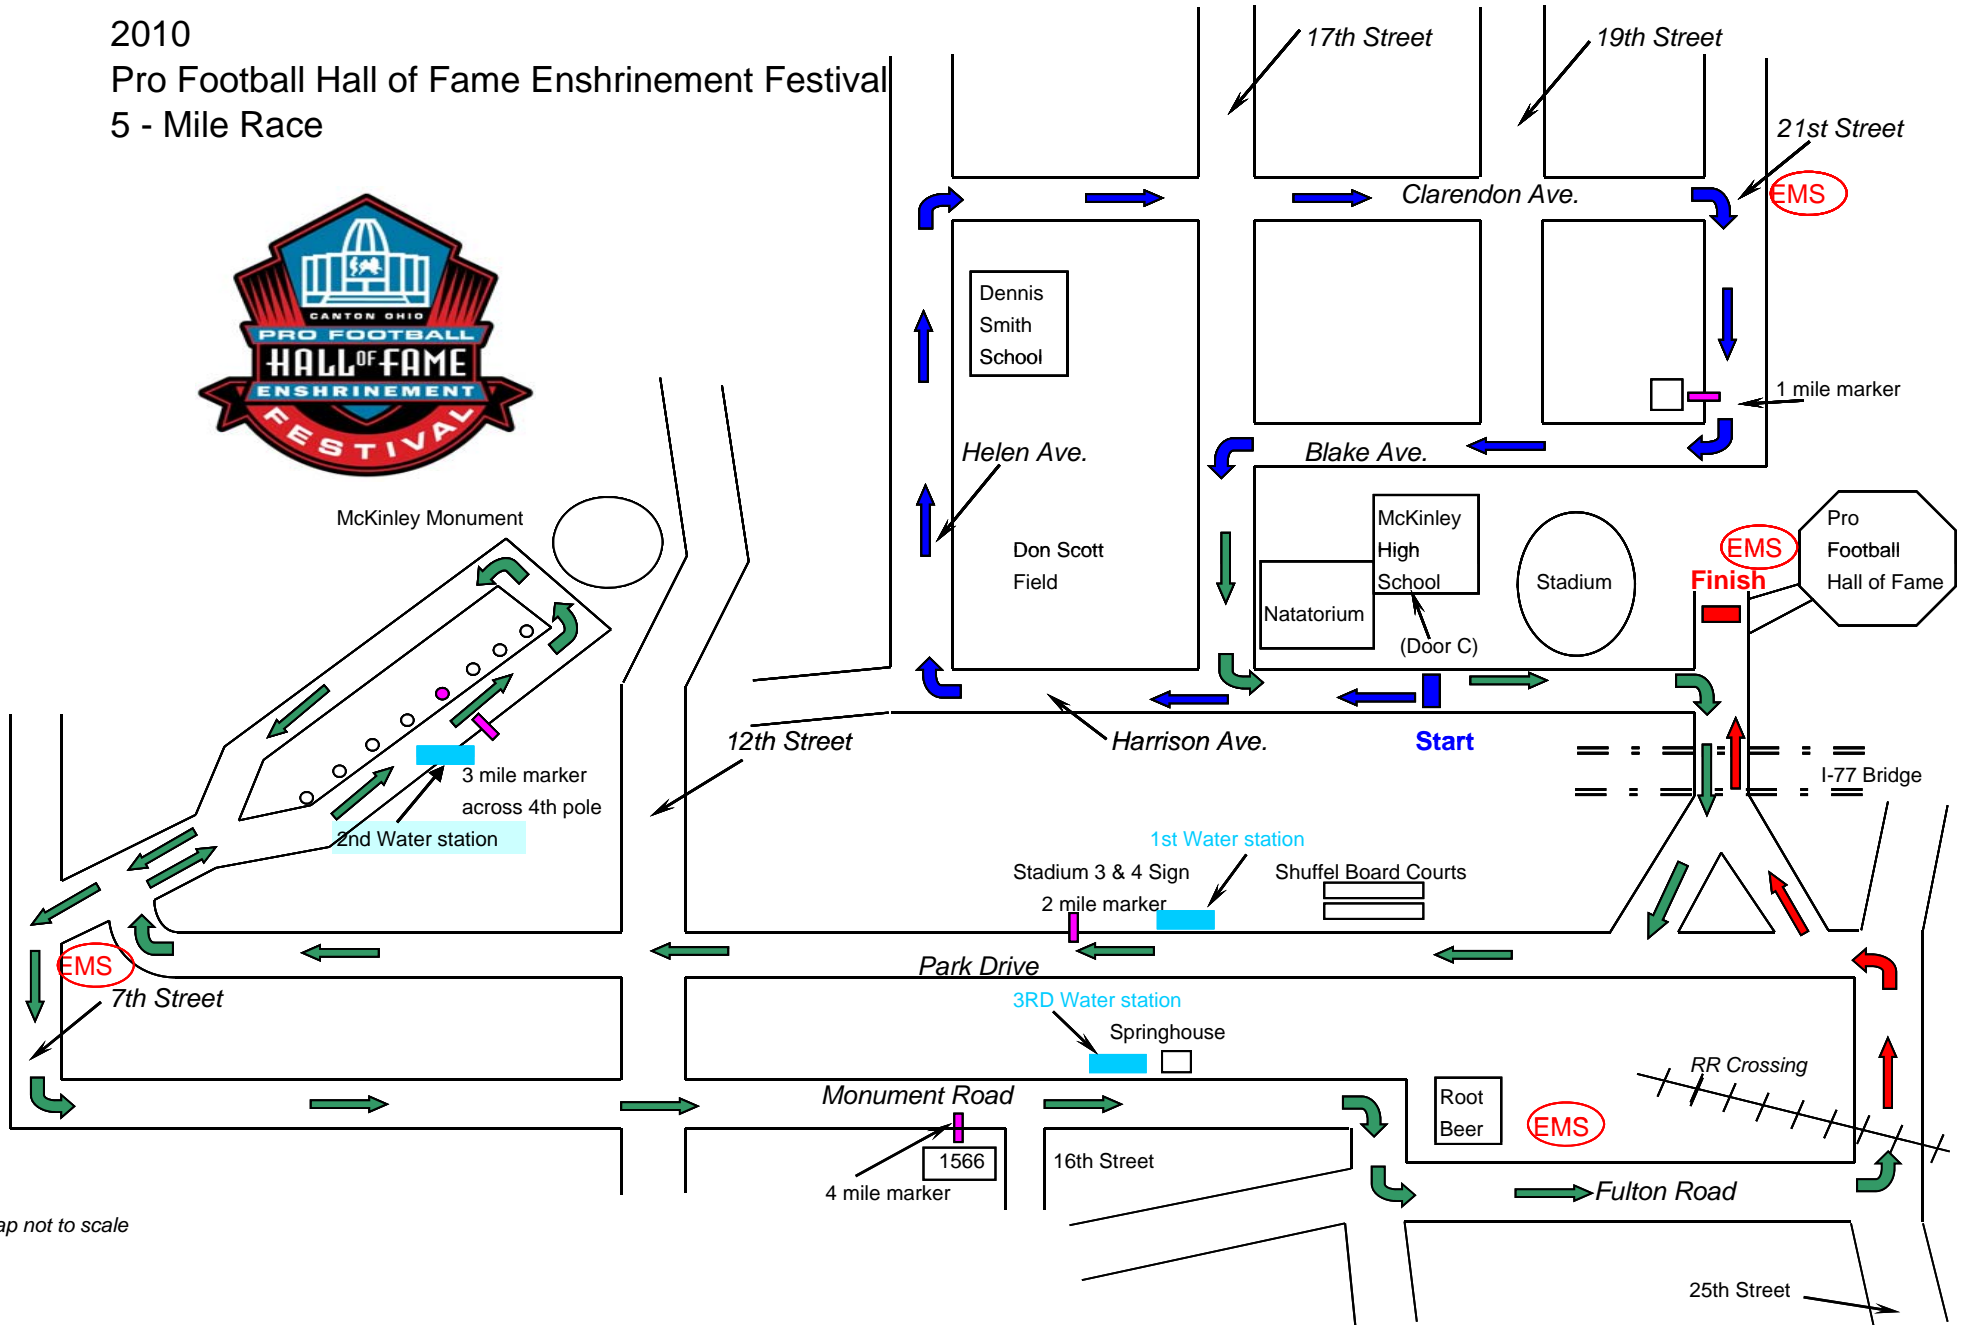 2010
Pro Football Hall of Fame Enshrinement Festival
5 - Mile Race
17th Street
19th Street
21st Street
EMS
Clarendon Ave.
CANTON OHIO
PRO FOOTBALL
HALL OF FAME
ENSHRINEMENT
FESTIVAL
Dennis
Smith
School
1 mile marker
Helen Ave.
Blake Ave.
McKinley Monument
Don Scott
Field
McKinley
High
School
Natatorium
(Door C)
Stadium
EMS
Finish
Pro
Football
Hall of Fame
12th Street
Harrison Ave.
Start
I-77 Bridge
3 mile marker
across 4th pole
2nd Water station
1st Water station
Stadium 3 & 4 Sign
2 mile marker
Shuffel Board Courts
EMS
7th Street
Park Drive
3RD Water station
Springhouse
RR Crossing
Monument Road
Root
Beer
EMS
1566
16th Street
4 mile marker
Fulton Road
ap not to scale
25th Street